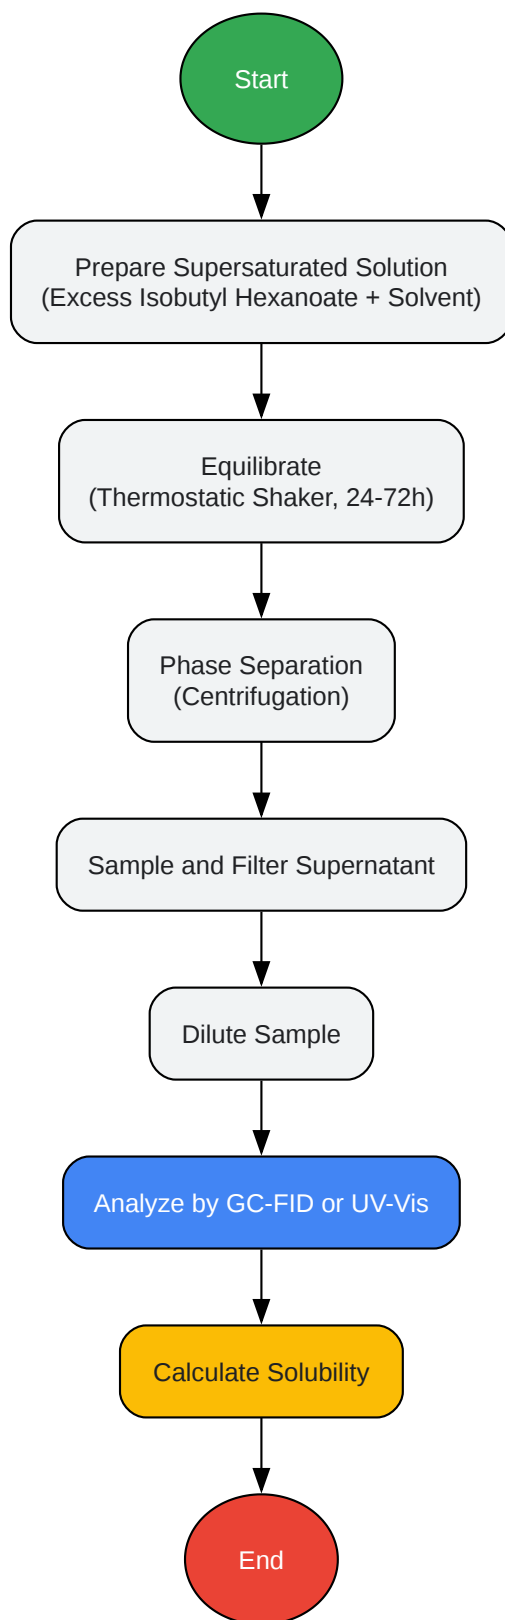 Start
Prepare Supersaturated Solution
(Excess Isobutyl Hexanoate + Solvent)
Equilibrate
(Thermostatic Shaker, 24-72h)
Phase Separation
(Centrifugation)
Sample and Filter Supernatant
Dilute Sample
Analyze by GC-FID or UV-Vis
Calculate Solubility
End